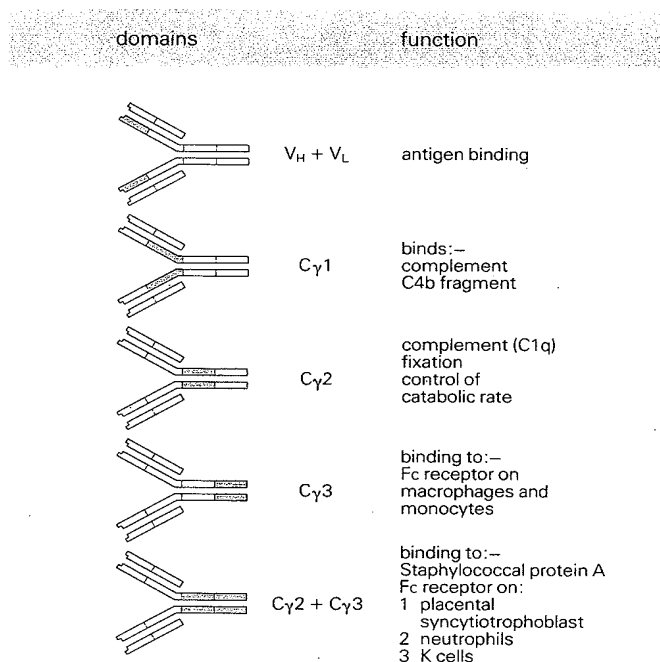 domains function
V_H + V_L antigen binding
Cγ1 binds:–
complement
C4b fragment
Cγ2 complement (C1q)
fixation
control of
catabolic rate
Cγ3 binding to:–
Fc receptor on
macrophages and
monocytes
Cγ2 + Cγ3 binding to:–
Staphylococcal protein A
Fc receptor on:
1 placental
syncytiotrophoblast
2 neutrophils
3 K cells